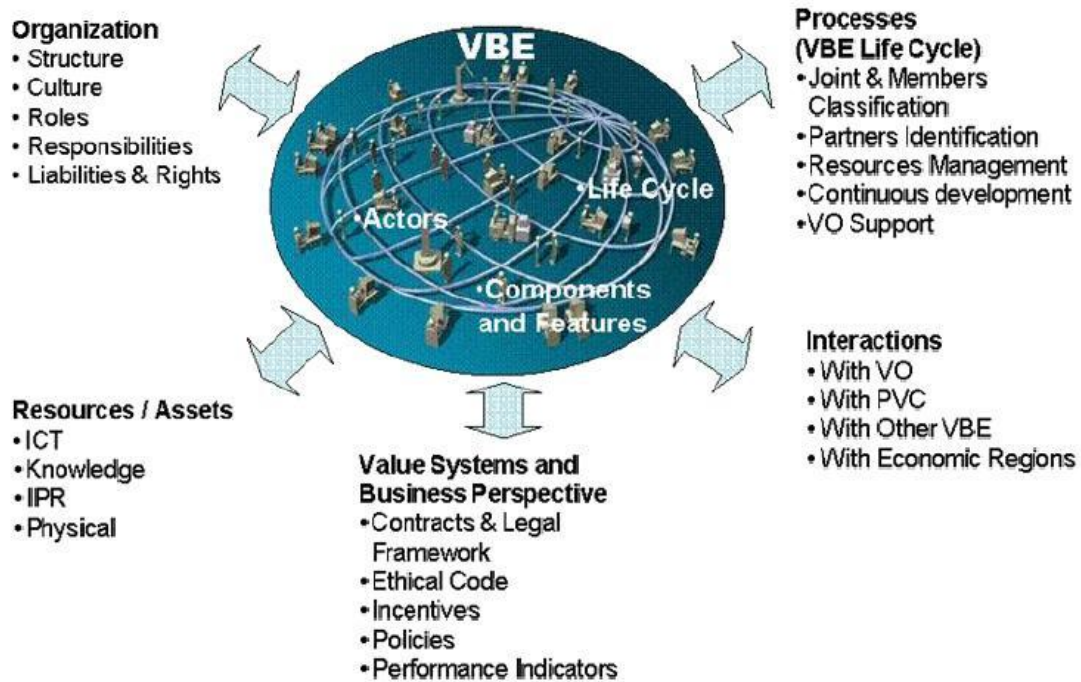 Organization
• Structure
• Culture
• Roles
• Responsibilities
• Liabilities & Rights
VBE
•Life Cycle
•Actors
•Components
and Features
Processes
(VBE Life Cycle)
•Joint & Members
Classification
•Partners Identification
•Resources Management
•Continuous development
•VO Support
Resources / Assets
•ICT
•Knowledge
•IPR
•Physical
Value Systems and
Business Perspective
•Contracts & Legal
Framework
•Ethical Code
•Incentives
•Policies
•Performance Indicators
Interactions
• With VO
• With PVC
• With Other VBE
• With Economic Regions